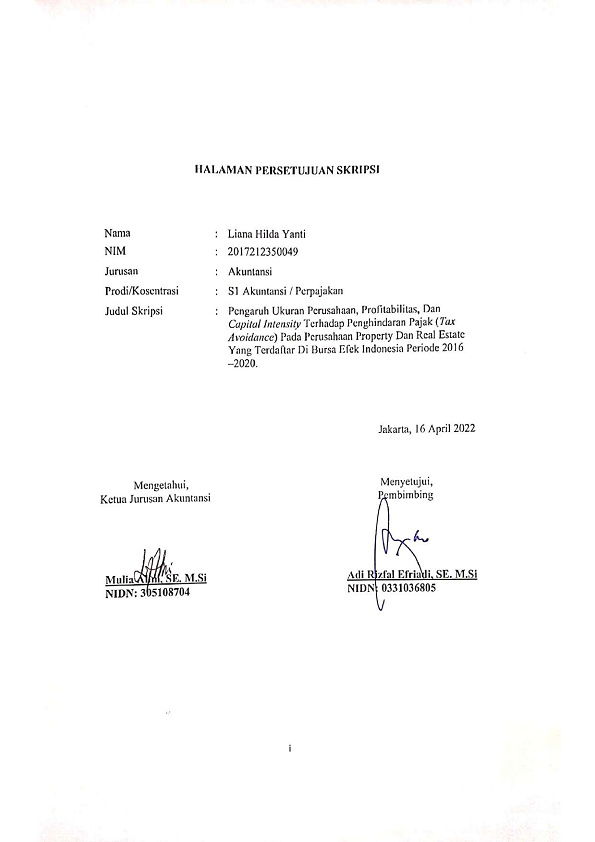 HALAMAN PERSETUJUAN SKRIPSI
Nama : Liana Hilda Yanti
NIM : 2017212350049
Jurusan : Akuntansi
Prodi/Kosentrasi : S1 Akuntansi / Perpajakan
Judul Skripsi : Pengaruh Ukuran Perusahaan, Profitabilitas, Dan
Capital Intensity Terhadap Penghindaran Pajak (Tax
Avoidance) Pada Perusahaan Property Dan Real Estate
Yang Terdaftar Di Bursa Efek Indonesia Periode 2016
–2020.
Jakarta, 16 April 2022
Mengetahui,
Ketua Jurusan Akuntansi
Menyetujui,
Pembimbing
Mulia SE. M.Si
NIDN: 305108704
Adi Rizfal Efriadi, SE. M.Si
NIDN: 0331036805
i